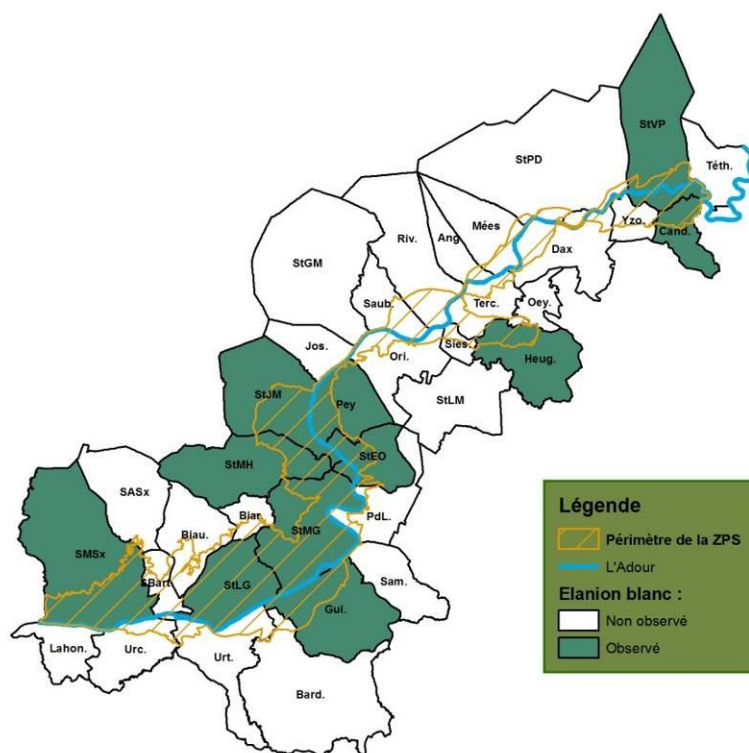 StVP
StPD
Téth.
Mées
Yzo.
Cand.
Riv.
Ang
Dax
StGM
Saub.
Terc.
Oey.
Jos.
Ori.
Sies.
Heug.
StJM
Pey
StLM
StMH
StEO
SASx
Biar.
StMG
PdL.
Biau.
SMSx
SBart
StLG
Sam.
Gui.
Lahon.
Urc.
Urt.
Bard.
Légende
Périmètre de la ZPS
L'Adour
Elanion blanc :
Non observé
Observé